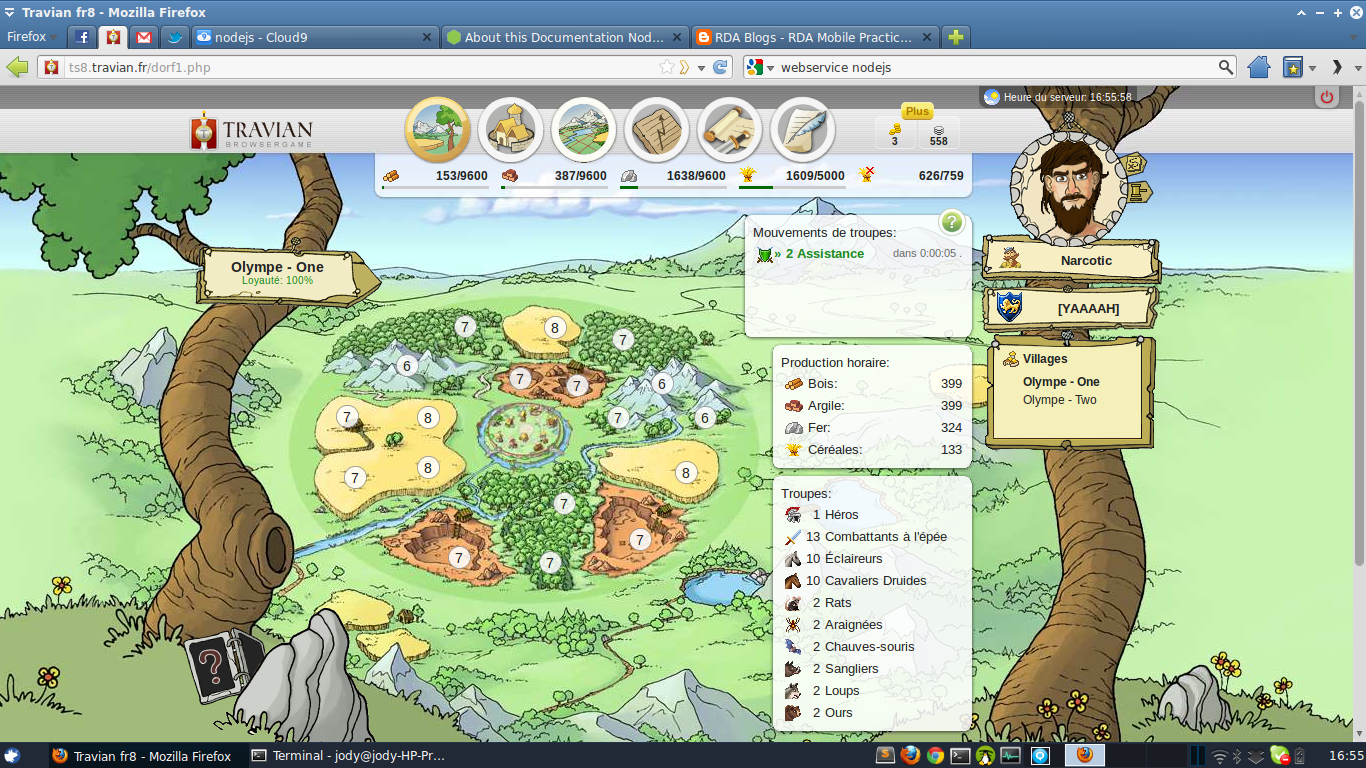 Travian fr8 - Mozilla Firefox
Firefox
nodejs - Cloud9
About this Documentation Nod...
RDA Blogs - RDA Mobile Practic...
ts8.travian.fr/dorf1.php
webservice nodejs
Heure du serveur: 16:55:58
TRAVIAN
BROWSERGAME
Plus
3
558
153/9600
387/9600
1638/9600
1609/5000
626/759
Mouvements de troupes:
?
» 2 Assistance
dans 0:00:05 .
Olympe - One
Loyauté: 100%
Narcotic
[YAAAAH]
Villages
Olympe - One
Olympe - Two
7
8
7
6
7
7
6
7
8
7
6
7
8
8
7
7
7
7
Production horaire:
Bois: 399
Argile: 399
Fer: 324
Céréales: 133
Troupes:
1 Héros
13 Combattants à l'épée
10 Éclaireurs
10 Cavaliers Druides
2 Rats
2 Araignées
2 Chauves-souris
2 Sangliers
2 Loups
2 Ours
?
Travian fr8 - Mozilla Firefox
Terminal - jody@jody-HP-Pr...
16:55